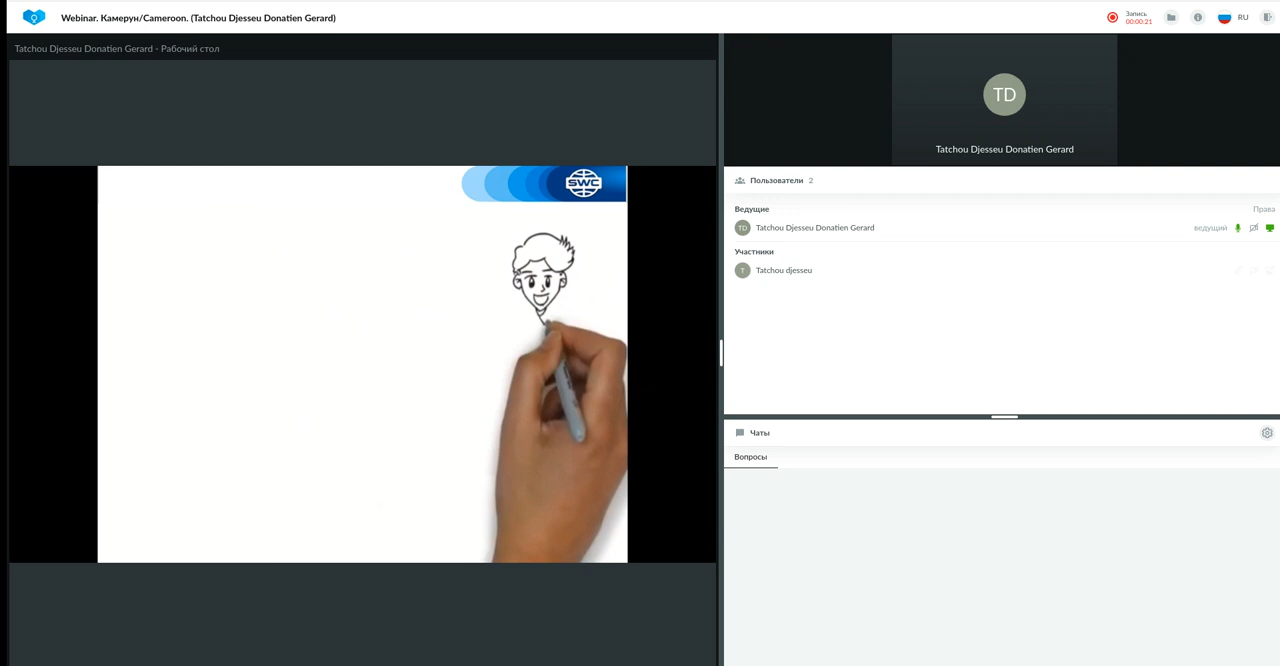 Webinar. Камерун/Cameroon. (Tatchou Djesseu Donatien Gerard)
Запись
00:00:21
RU
Tatchou Djesseu Donatien Gerard - Рабочий стол
SWC
TD
Tatchou Djesseu Donatien Gerard
Пользователи 2
Ведущие Права
TD Tatchou Djesseu Donatien Gerard ведущий
Участники
T Tatchou djesseu
Чаты
Вопросы